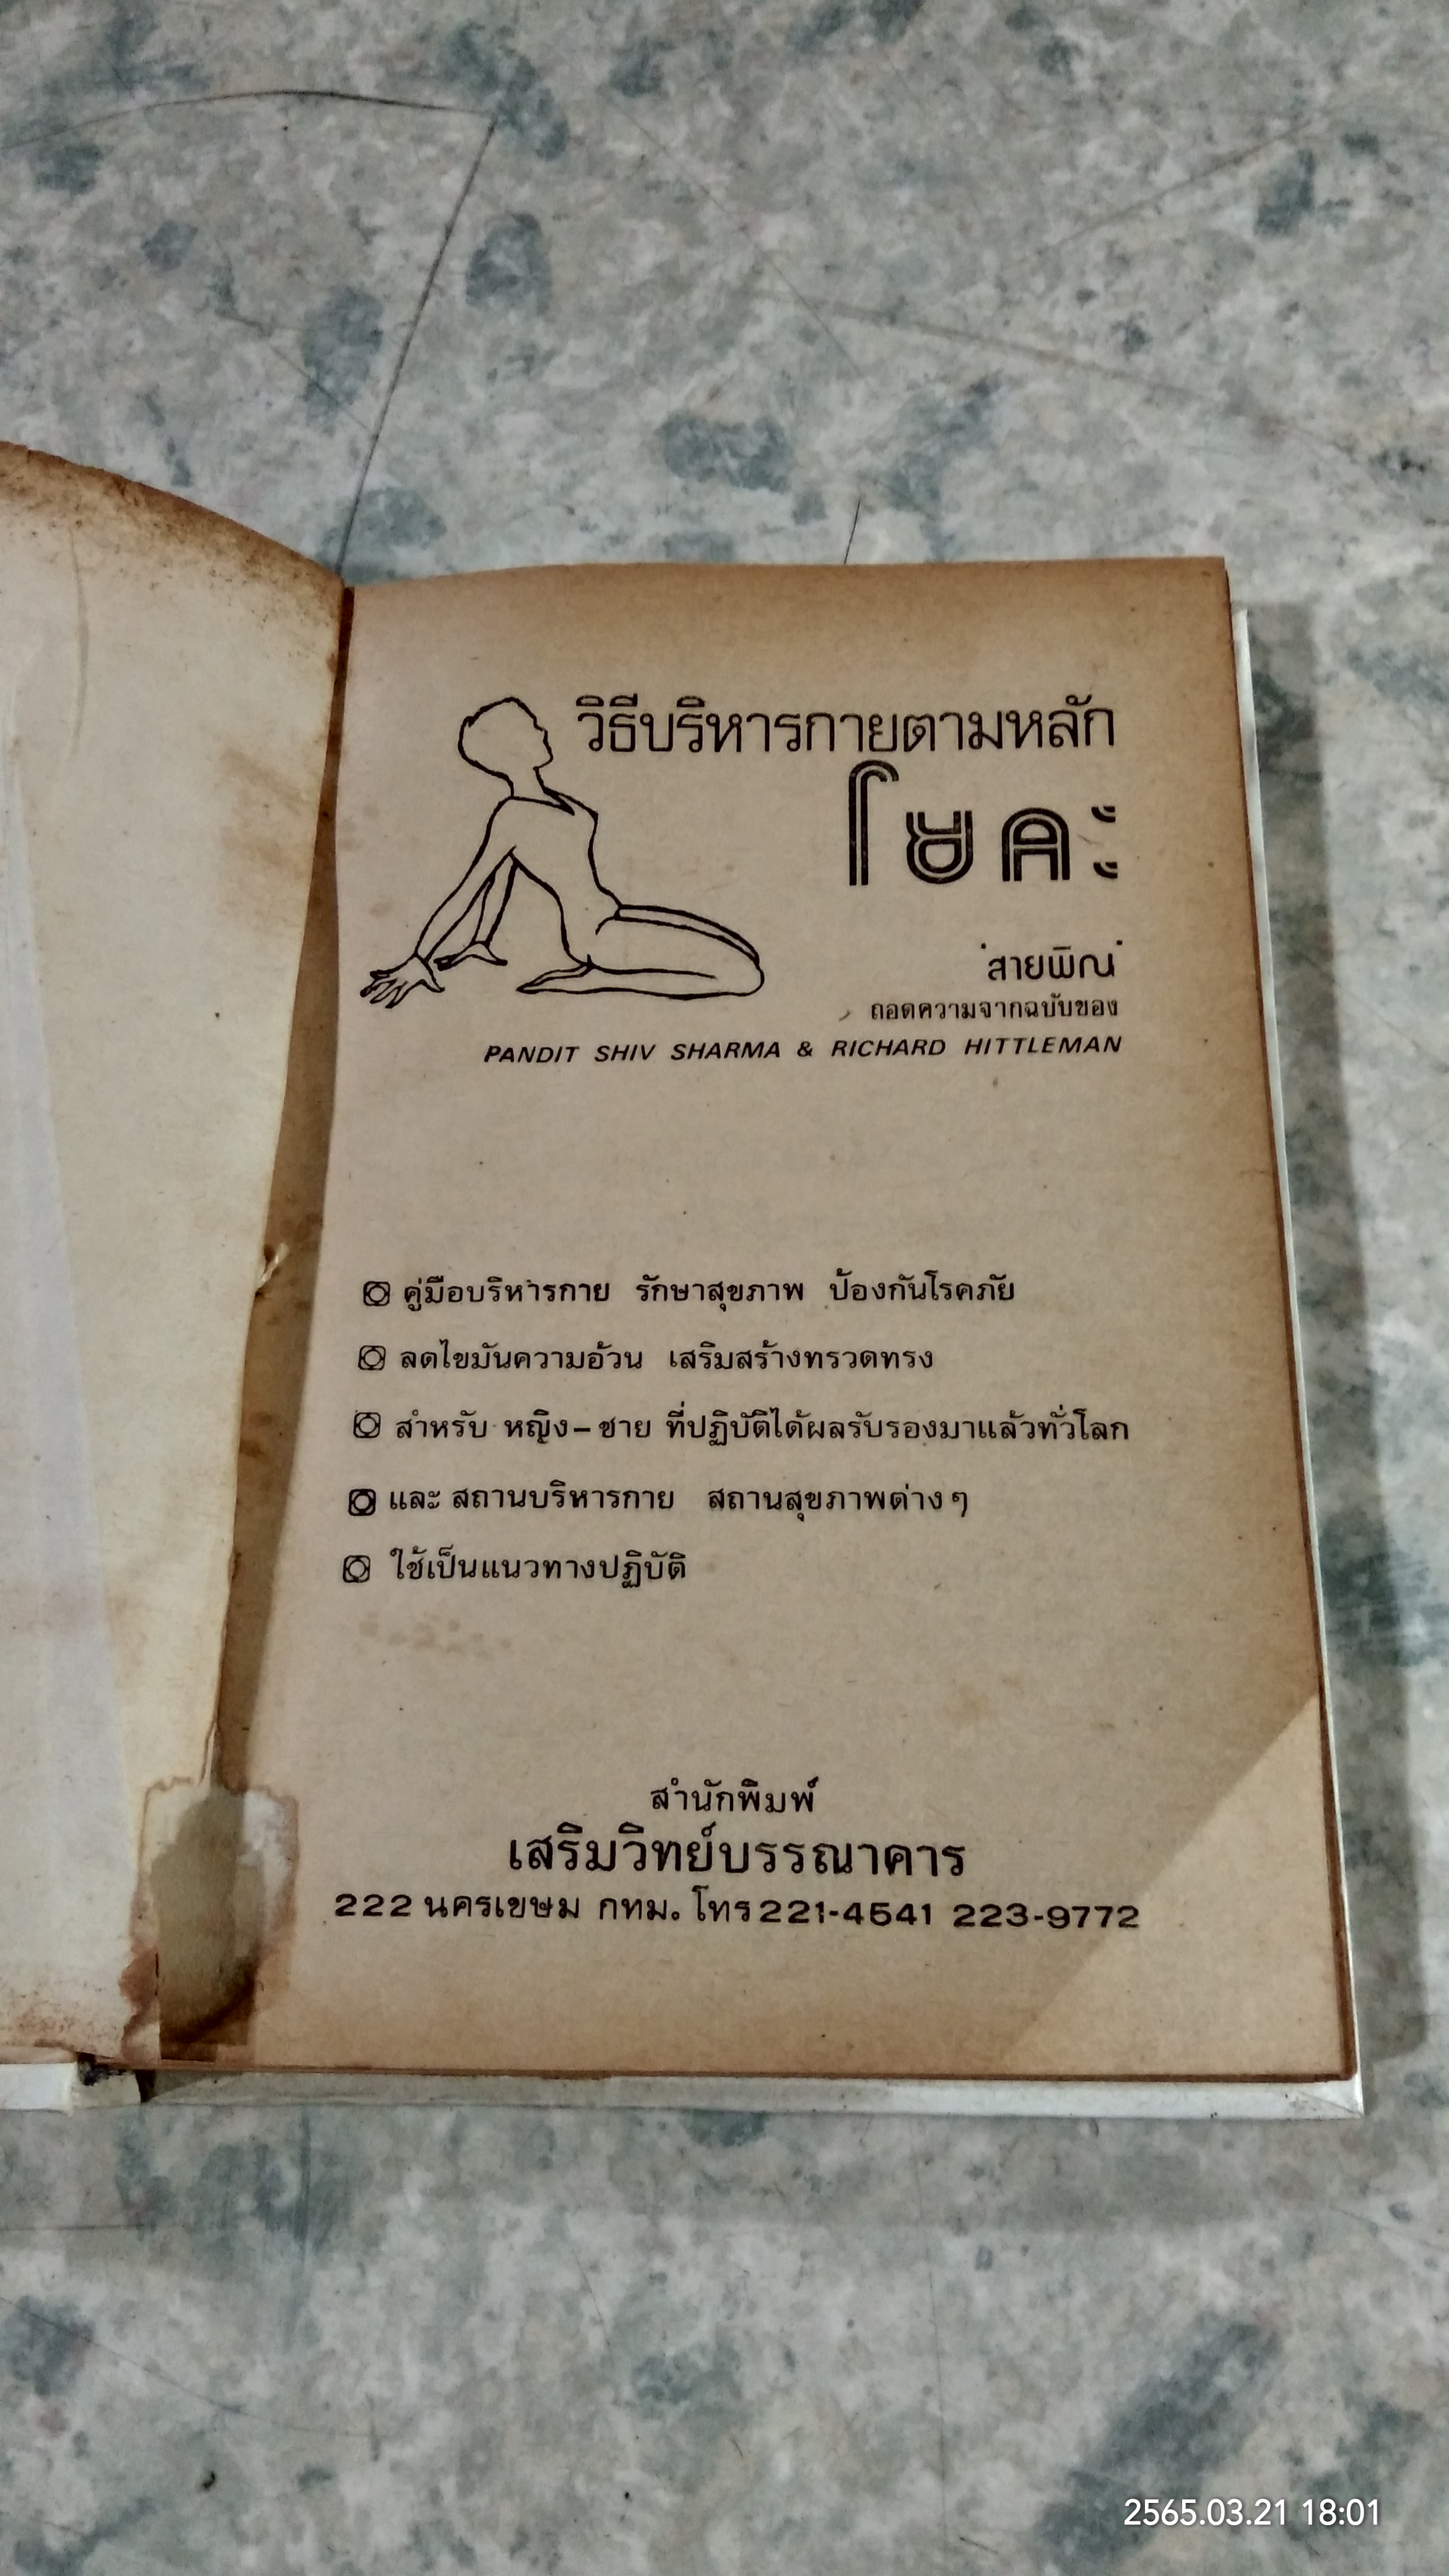 วิธีบริหารกายตามหลัก
โยคะ
'สายพิณ'
ถอดความจากฉบับของ
PANDIT SHIV SHARMA & RICHARD HITTLEMAN
คู่มือบริหารกาย รักษาสุขภาพ ป้องกันโรคภัย
ลดไขมันความอ้วน เสริมสร้างทรวดทรง
สำหรับ หญิง–ชาย ที่ปฏิบัติได้ผลรับรองมาแล้วทั่วโลก
และ สถานบริหารกาย สถานสุขภาพต่างๆ
ใช้เป็นแนวทางปฏิบัติ
สำนักพิมพ์
เสริมวิทย์บรรณาคาร
222 นครเขษม กทม. โทร 221-4541 223-9772
2565.03.21 18:01